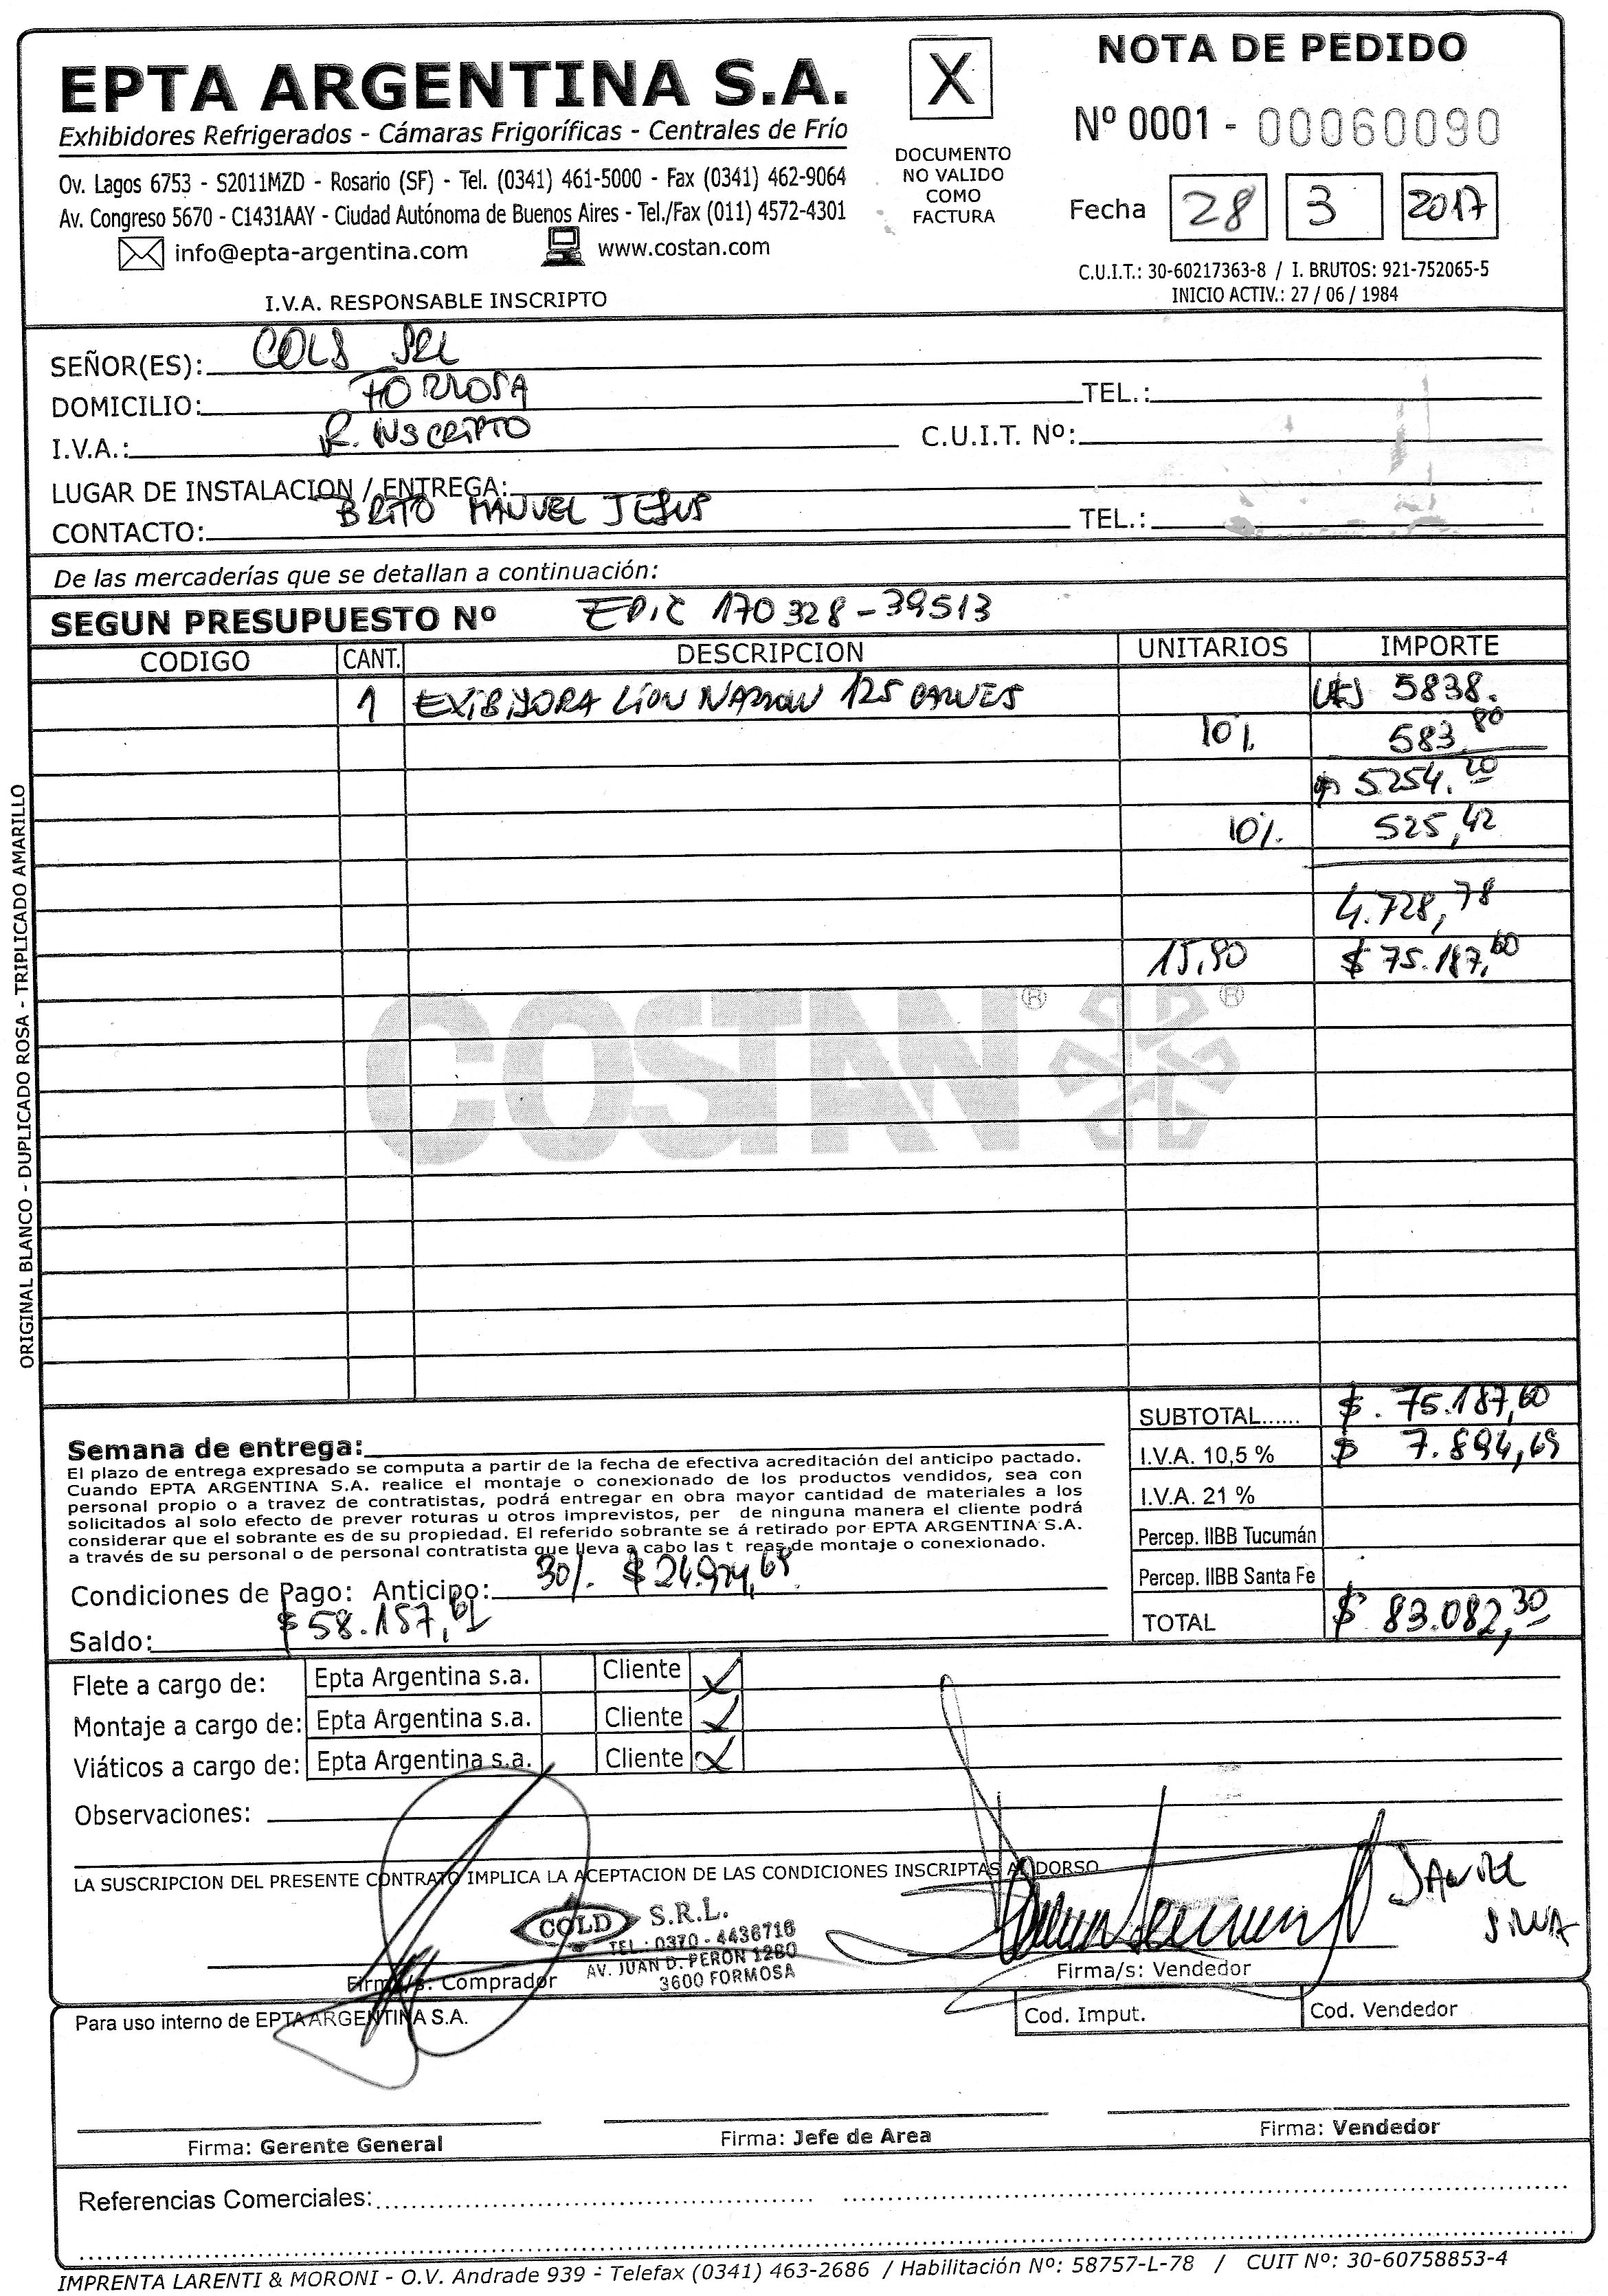 EPTA ARGENTINA S.A.
Exhibidores Refrigerados - Cámaras Frigoríficas - Centrales de Frío
Ov. Lagos 6753 - S2011MZD - Rosario (SF) - Tel. (0341) 461-5000 - Fax (0341) 462-9064
Av. Congreso 5670 - C1431AAY - Ciudad Autónoma de Buenos Aires - Tel./Fax (011) 4572-4301
info@epta-argentina.com www.costan.com
I.V.A. RESPONSABLE INSCRIPTO
X
DOCUMENTO
NO VALIDO
COMO
FACTURA
NOTA DE PEDIDO
Nº 0001 - 00060090
Fecha 28 3 2017
C.U.I.T.: 30-60217363-8 / I. BRUTOS: 921-752065-5
INICIO ACTIV.: 27 / 06 / 1984
SEÑOR(ES): COLD SRL
DOMICILIO: FORMOSA TEL.:
I.V.A.: R. INSCRIPTO C.U.I.T. Nº:
LUGAR DE INSTALACION / ENTREGA:
CONTACTO: BRITO MANUEL JESUS TEL.:
De las mercaderías que se detallan a continuación:
SEGUN PRESUPUESTO Nº EDIC 170328-39513
CODIGO CANT. DESCRIPCION UNITARIOS IMPORTE
1 EXIBIDORA LION NARROW 125 CARNES U$S 5838.
10% 583.80
5254.20
10%. 525,42
4.728,78
15,90 $ 75.187,60
COSTAN ® ®
ORIGINAL BLANCO - DUPLICADO ROSA - TRIPLICADO AMARILLO
SUBTOTAL...... $. 75.187,60
I.V.A. 10,5 % $ 7.894,69
I.V.A. 21 %
Percep. IIBB Tucumán
Percep. IIBB Santa Fe
TOTAL $ 83.082,30
Semana de entrega:
El plazo de entrega expresado se computa a partir de la fecha de efectiva acreditación del anticipo pactado.
Cuando EPTA ARGENTINA S.A. realice el montaje o conexionado de los productos vendidos, sea con
personal propio o a travez de contratistas, podrá entregar en obra mayor cantidad de materiales a los
solicitados al solo efecto de prever roturas u otros imprevistos, per de ninguna manera el cliente podrá
considerar que el sobrante es de su propiedad. El referido sobrante se á retirado por EPTA ARGENTINA S.A.
a través de su personal o de personal contratista que lleva a cabo las t reas de montaje o conexionado.
Condiciones de Pago: Anticipo: 30%. $ 24.924,69
Saldo: $ 58.157,61
Flete a cargo de: Epta Argentina s.a. Cliente
Montaje a cargo de: Epta Argentina s.a. Cliente
Viáticos a cargo de: Epta Argentina s.a. Cliente
Observaciones:
LA SUSCRIPCION DEL PRESENTE CONTRATO IMPLICA LA ACEPTACION DE LAS CONDICIONES INSCRIPTAS AL DORSO
COLD S.R.L.
TEL.: 0370 - 4436716
AV. JUAN D. PERON 1280
3600 FORMOSA
SILVA
Firma/s: Comprador
Firma/s: Vendedor
Para uso interno de EPTA ARGENTINA S.A.
Cod. Imput. Cod. Vendedor
Firma: Gerente General Firma: Jefe de Area Firma: Vendedor
Referencias Comerciales:
IMPRENTA LARENTI & MORONI - O.V. Andrade 939 - Telefax (0341) 463-2686 / Habilitación Nº: 58757-L-78 / CUIT Nº: 30-60758853-4